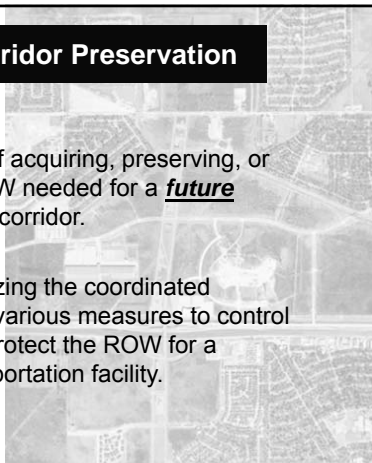 ridor Preservation
f acquiring, preserving, or
W needed for a future
corridor.
zing the coordinated
various measures to control
rotect the ROW for a
portation facility.